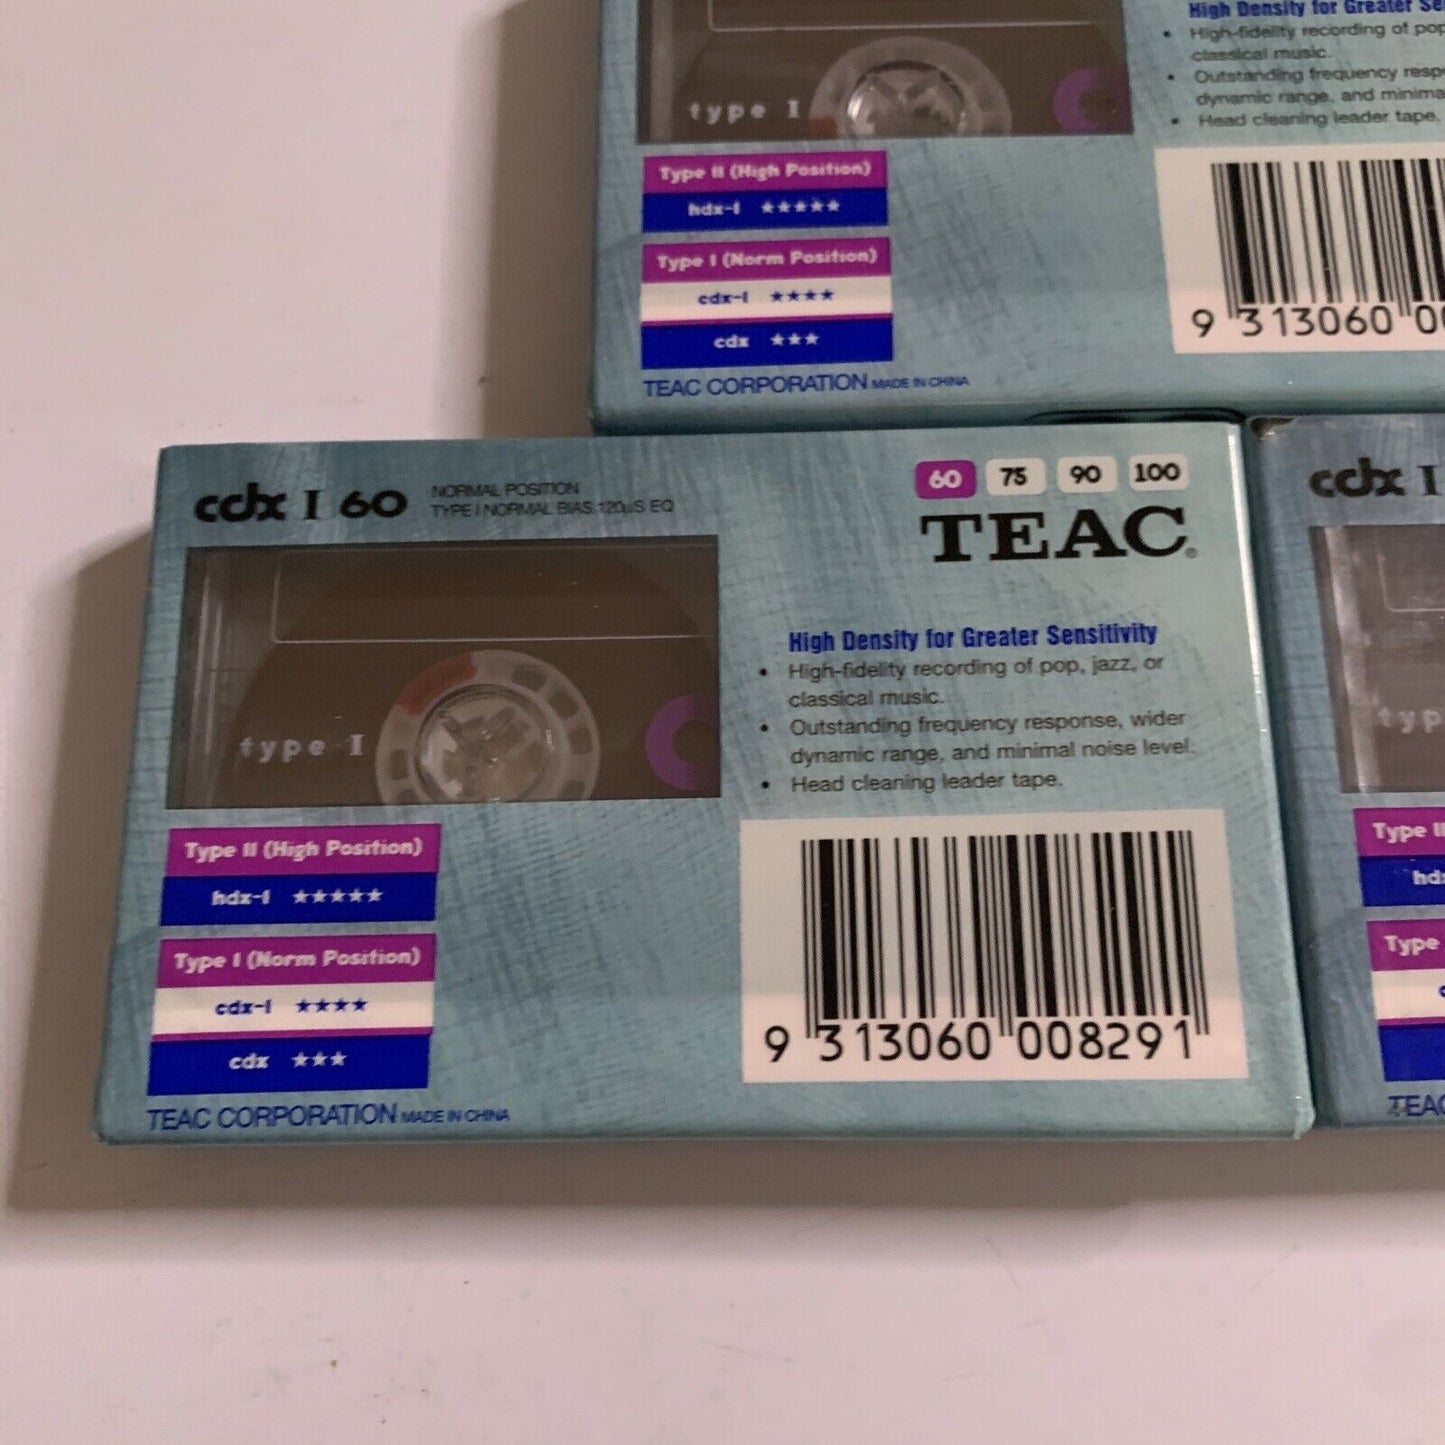 High Density for Greater Se
• High-fidelity recording of pop
classical music.
• Outstanding frequency resp
dynamic range, and minima
• Head cleaning leader tape.
type I
Type II (High Position)
hdx-I ★★★★★
Type I (Norm Position)
cdx-I ★★★★
cdx ★★★
TEAC CORPORATION MADE IN CHINA
9 313060 00
cdx I 60
NORMAL POSITION
TYPE I NORMAL BIAS 120µS EQ
60 75 90 100
TEAC®
High Density for Greater Sensitivity
• High-fidelity recording of pop, jazz, or
classical music.
• Outstanding frequency response, wider
dynamic range, and minimal noise level.
• Head cleaning leader tape.
type I
Type II (High Position)
hdx-I ★★★★★
Type I (Norm Position)
cdx-I ★★★★
cdx ★★★
TEAC CORPORATION MADE IN CHINA
9 313060 008291
cdx I
typ
Type II
hdx
Type
c
TEAC